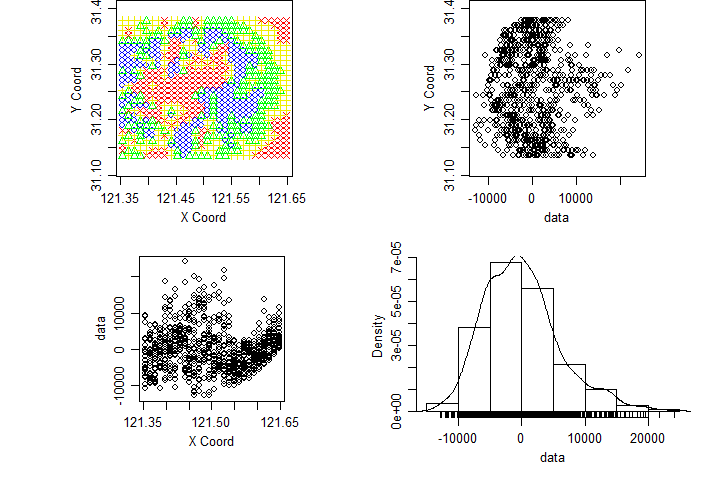 31.4
31.30
31.20
31.10
Y Coord
121.35 121.45 121.55 121.65
X Coord
31.4
31.30
31.20
31.10
Y Coord
-10000 0 10000
data
10000
0
-10000
data
121.35 121.50 121.65
X Coord
7e-05
5e-05
3e-05
0e+00
Density
-10000 0 10000 20000
data